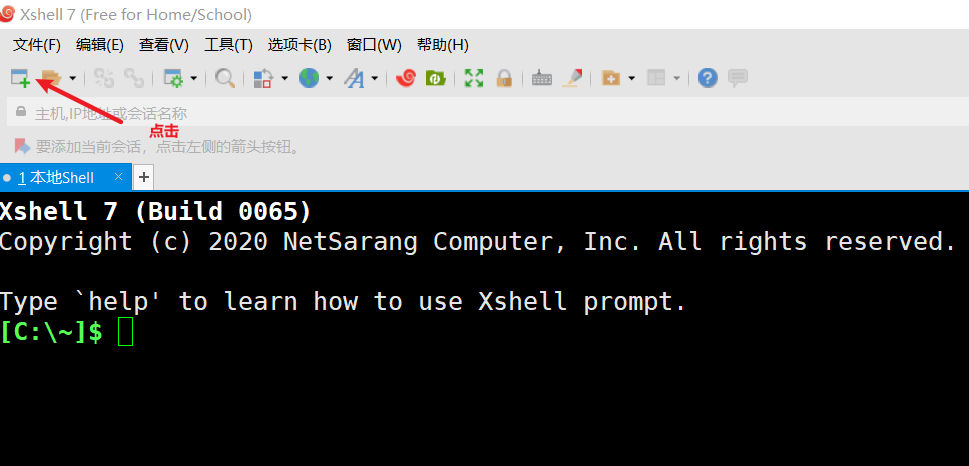 Xshell 7 (Free for Home/School)
文件(F) 编辑(E) 查看(V) 工具(T) 选项卡(B) 窗口(W) 帮助(H)
主机,IP地址或会话名称
点击
要添加当前会话，点击左侧的箭头按钮。
1 本地Shell × +
Xshell 7 (Build 0065)
Copyright (c) 2020 NetSarang Computer, Inc. All rights reserved.
Type `help' to learn how to use Xshell prompt.
[C:\~]$